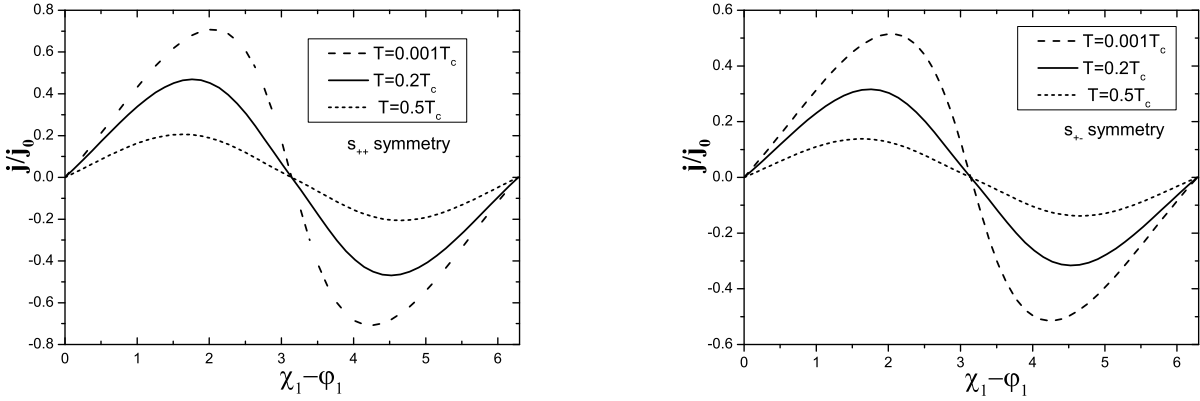 0.8
0.6
0.4
0.2
0.0
-0.2
-0.4
-0.6
-0.8
j/j0
T=0.001Tc
T=0.2Tc
T=0.5Tc
s++ symmetry
0 1 2 3 4 5 6
χ1−φ1
0.6
0.4
0.2
0.0
-0.2
-0.4
-0.6
j/j0
T=0.001Tc
T=0.2Tc
T=0.5Tc
s+- symmetry
0 1 2 3 4 5 6
χ1−φ1